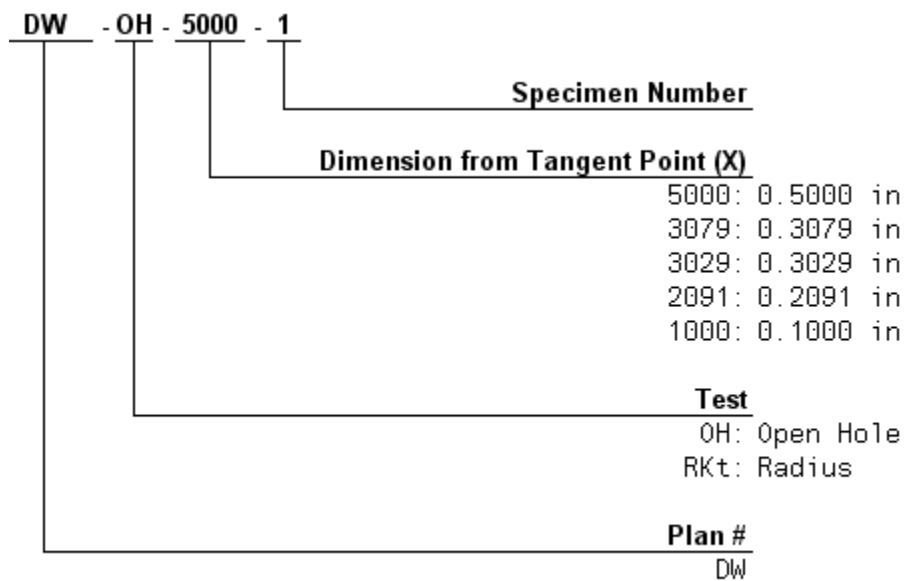 DW - OH - 5000 - 1
Specimen Number
Dimension from Tangent Point (X)
5000: 0.5000 in
3079: 0.3079 in
3029: 0.3029 in
2091: 0.2091 in
1000: 0.1000 in
Test
OH: Open Hole
RKt: Radius
Plan #
DW